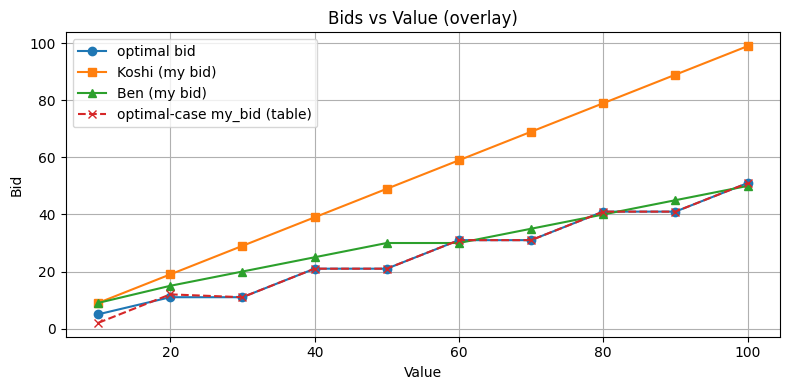 Bids vs Value (overlay)
optimal bid
Koshi (my bid)
Ben (my bid)
optimal-case my_bid (table)
Bid
100
80
60
40
20
0
20 40 60 80 100
Value